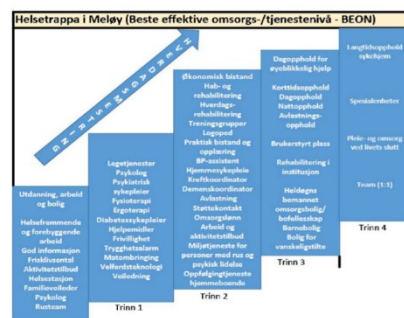 Helsetrappa i Meløy (Beste effektive omsorgs-/tjenestenivå - BEON)
HVERDAGSMESTRING
Utdanning, arbeid
og bolig
Helsefremmende
og forebyggende
arbeid
God informasjon
Frisklivssentral
Aktivitetstilbud
Helsestasjon
Familieveileder
Psykolog
Rusteam
Legetjenester
Psykolog
Psykiatrisk
sykepleier
Fysioterapi
Ergoterapi
Diabetessykepleier
Hjelpemidler
Frivillighet
Trygghetsalarm
Matombringing
Velferdsteknologi
Veiledning
Trinn 1
Økonomisk bistand
Hab- og
rehabilitering
Hverdags-
rehabilitering
Treningsgrupper
Logoped
Praktisk bistand og
opplæring
BP-assistent
Hjemmesykepleie
Kreftkoordinator
Demenskoordinator
Avlastning
Støttekontakt
Omsorgslønn
Arbeid og
aktivitetstilbud
Miljøtjeneste for
personer med rus og
psykisk lidelse
Oppfølgingtjeneste
hjemmeboende
Trinn 2
Dagopphold for
øyeblikkelig hjelp
Korttidsopphold
Dagopphold
Nattopphold
Avlastnings-
opphold
Brukerstyrt plass
Rehabilitering i
institusjon
Heldøgns
bemannet
omsorgsbolig/
bofellesskap
Barnebolig
Bolig for
vanskeligstilte
Trinn 3
Langtidsopphold
sykehjem
Spesialenheter
Pleie- og omsorg
ved livets slutt
Team (1:1)
Trinn 4